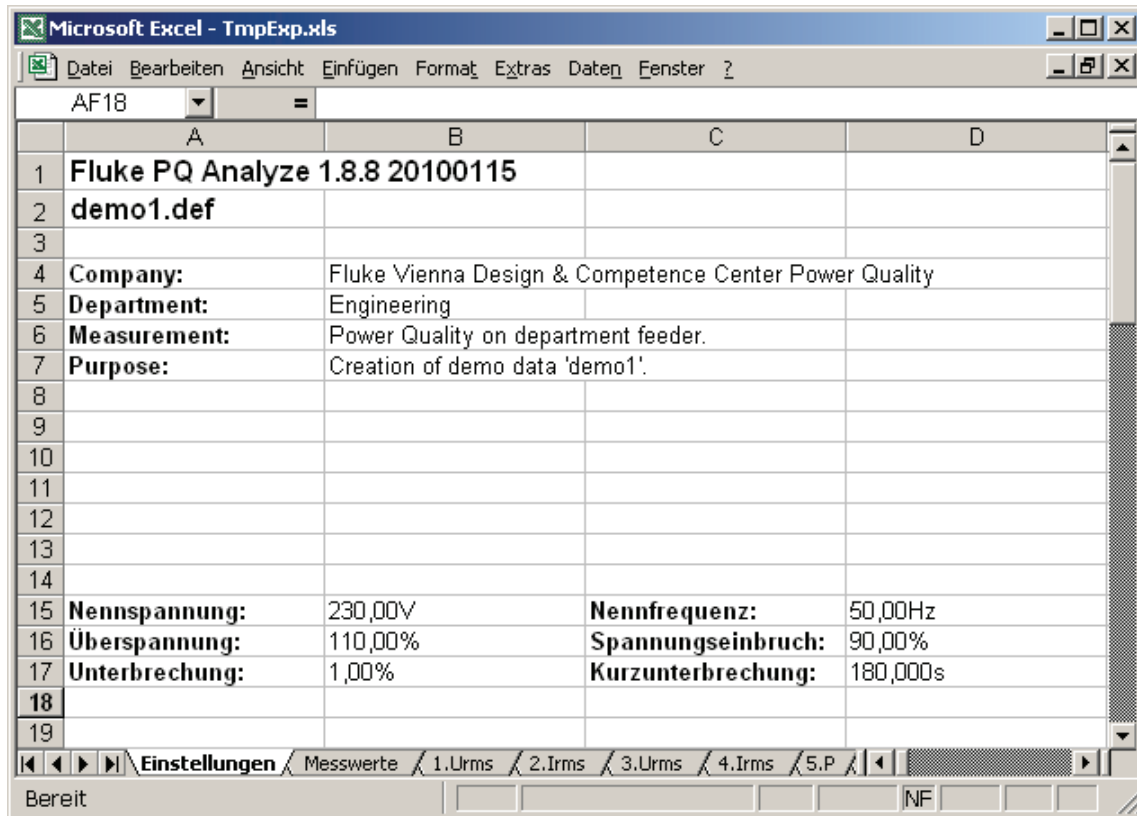 Microsoft Excel - TmpExp.xls
Datei Bearbeiten Ansicht Einfügen Format Extras Daten Fenster ?
AF18 =
A B C D
1 Fluke PQ Analyze 1.8.8 20100115
2 demo1.def
3
4 Company: Fluke Vienna Design & Competence Center Power Quality
5 Department: Engineering
6 Measurement: Power Quality on department feeder.
7 Purpose: Creation of demo data 'demo1'.
8
9
10
11
12
13
14
15 Nennspannung: 230,00V Nennfrequenz: 50,00Hz
16 Überspannung: 110,00% Spannungseinbruch: 90,00%
17 Unterbrechung: 1,00% Kurzunterbrechung: 180,000s
18
19
Einstellungen Messwerte 1.Urms 2.Irms 3.Urms 4.Irms 5.P
Bereit NF